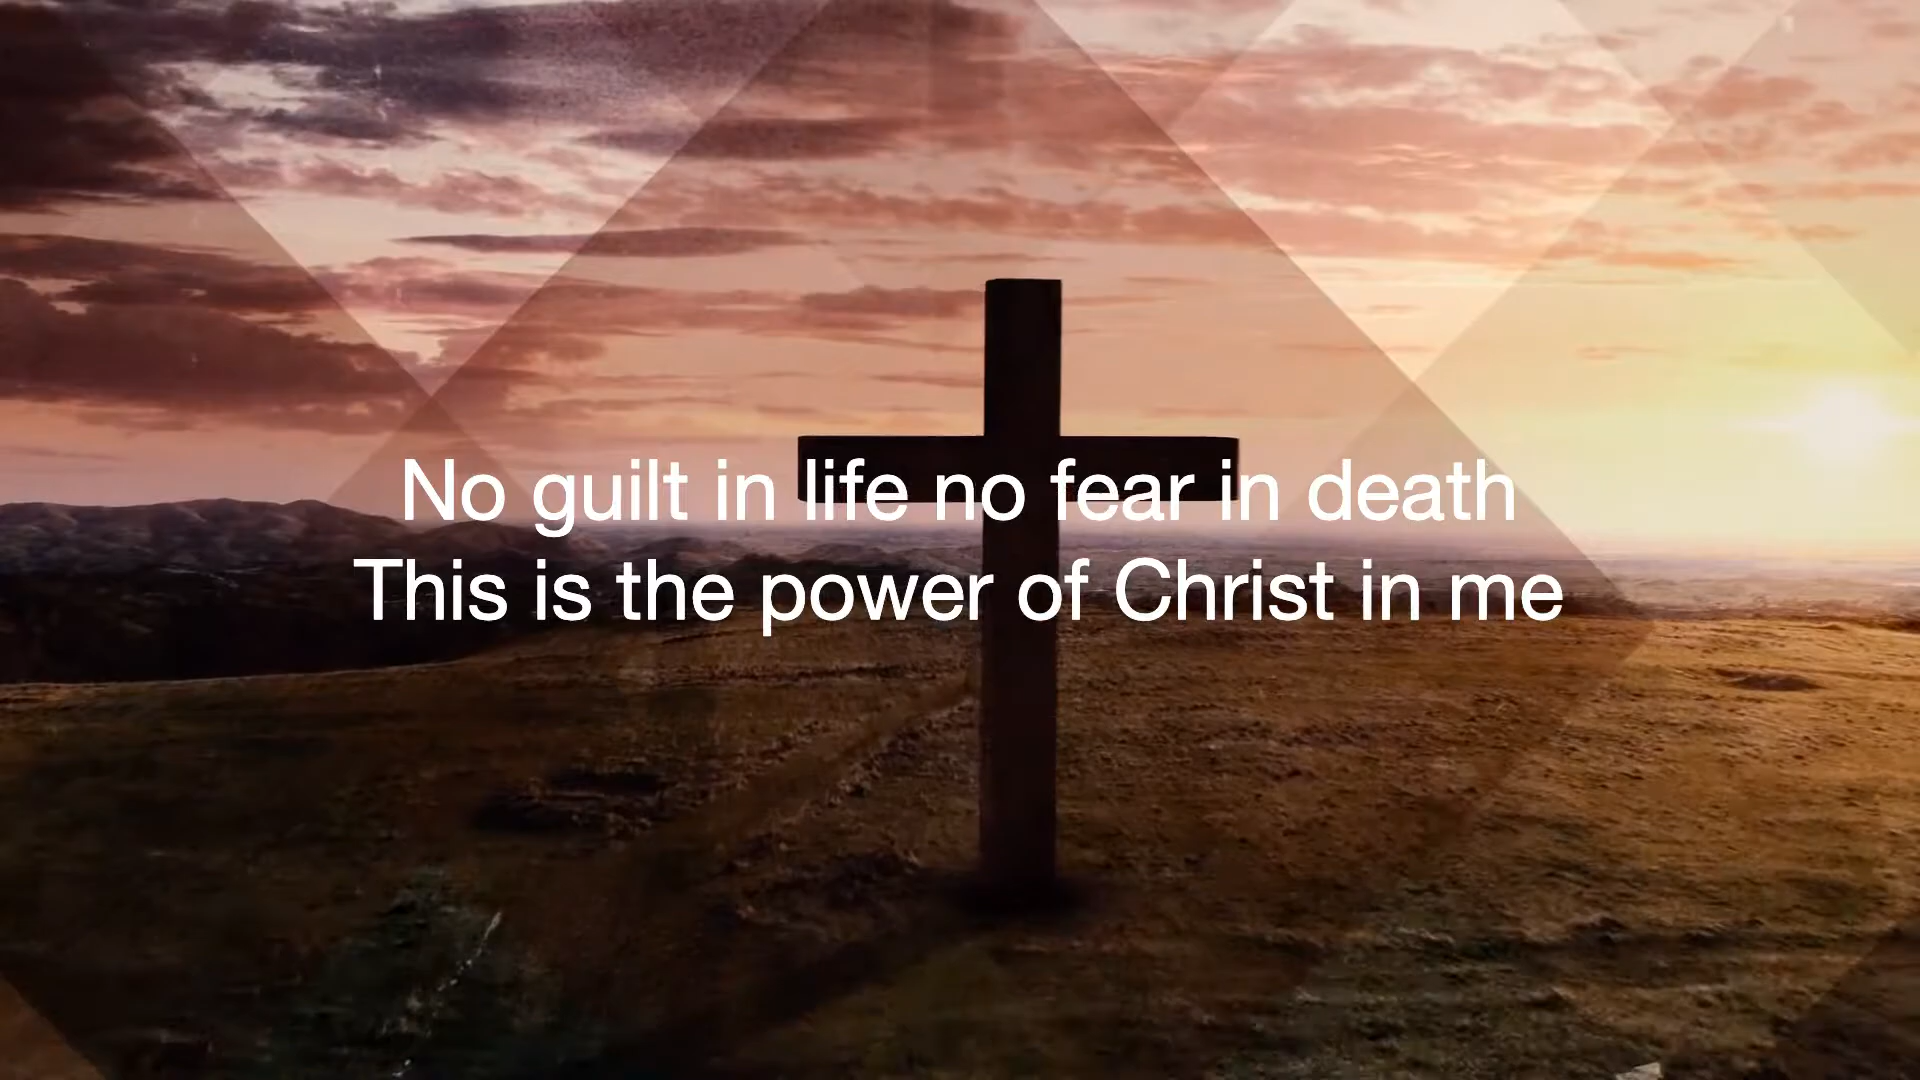 No guilt in life no fear in death
This is the power of Christ in me